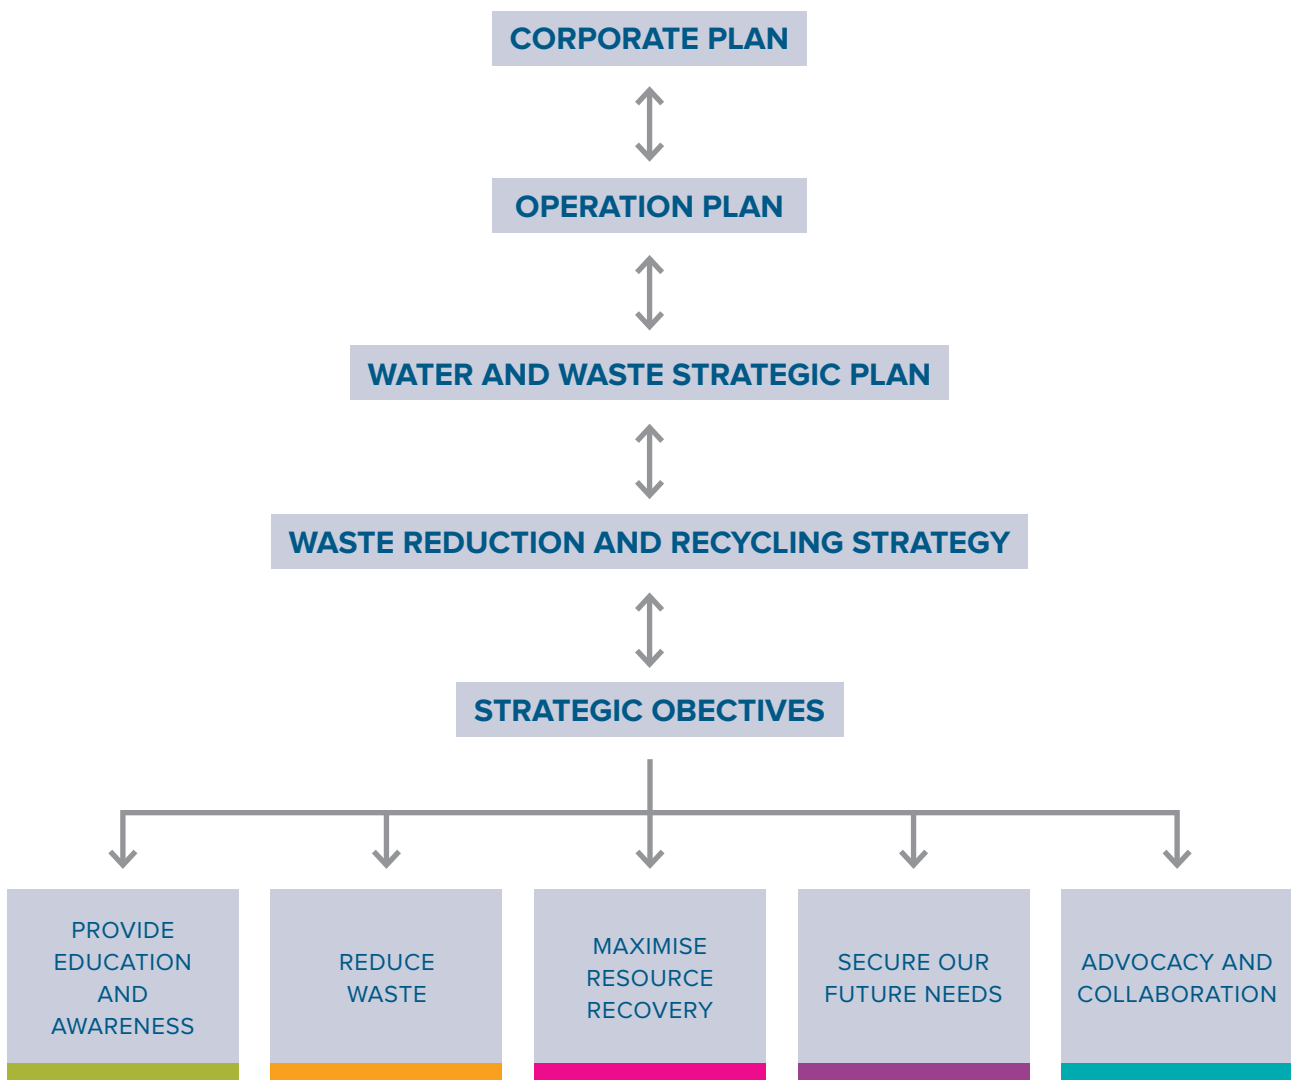 CORPORATE PLAN
OPERATION PLAN
WATER AND WASTE STRATEGIC PLAN
WASTE REDUCTION AND RECYCLING STRATEGY
STRATEGIC OBECTIVES
PROVIDE
EDUCATION
AND
AWARENESS
REDUCE
WASTE
MAXIMISE
RESOURCE
RECOVERY
SECURE OUR
FUTURE NEEDS
ADVOCACY AND
COLLABORATION